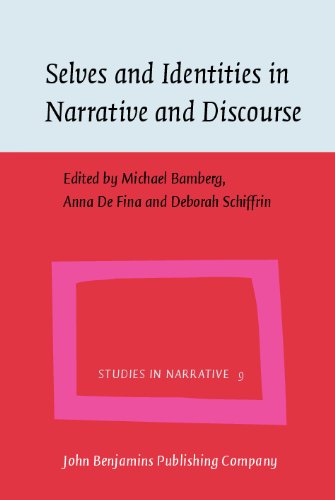 Selves and Identities in
Narrative and Discourse
Edited by Michael Bamberg,
Anna De Fina and Deborah Schiffrin
STUDIES IN NARRATIVE 9
John Benjamins Publishing Company